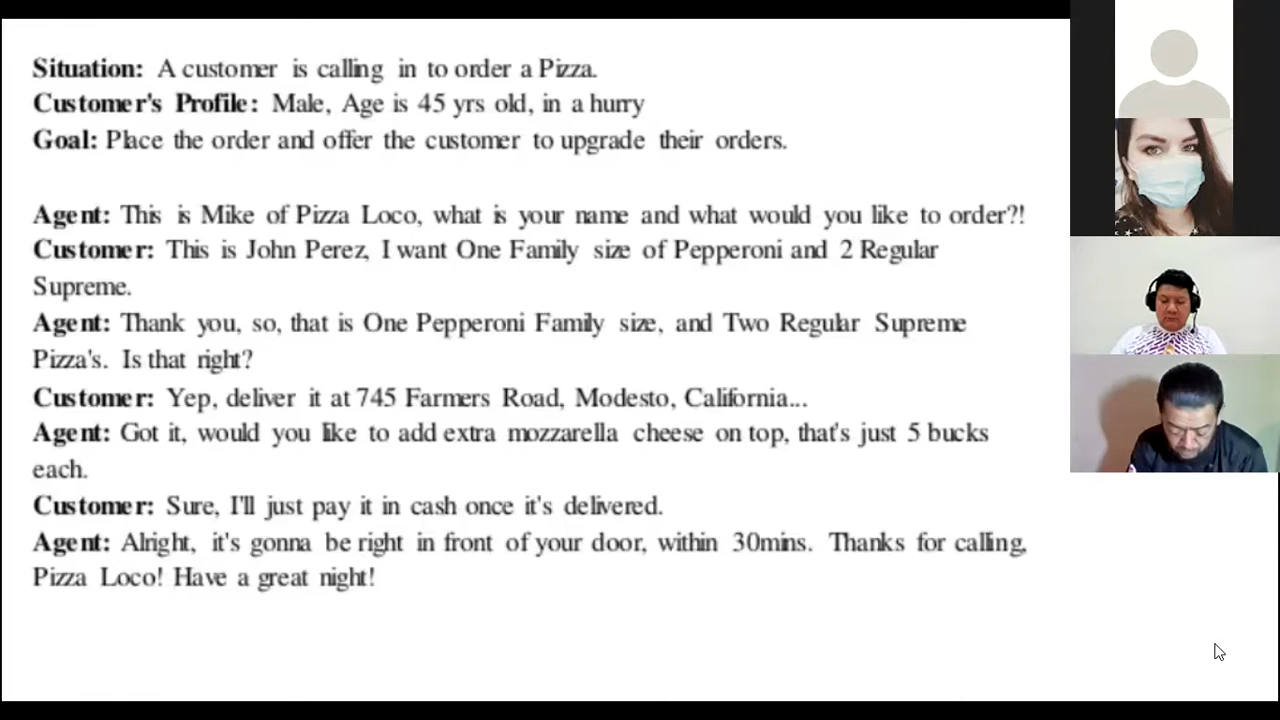 Situation: A customer is calling in to order a Pizza.
Customer's Profile: Male, Age is 45 yrs old, in a hurry
Goal: Place the order and offer the customer to upgrade their orders.
Agent: This is Mike of Pizza Loco, what is your name and what would you like to order?!
Customer: This is John Perez, I want One Family size of Pepperoni and 2 Regular
Supreme.
Agent: Thank you, so, that is One Pepperoni Family size, and Two Regular Supreme
Pizza's. Is that right?
Customer: Yep, deliver it at 745 Farmers Road, Modesto, California...
Agent: Got it, would you like to add extra mozzarella cheese on top, that's just 5 bucks
each.
Customer: Sure, I'll just pay it in cash once it's delivered.
Agent: Alright, it's gonna be right in front of your door, within 30mins. Thanks for calling,
Pizza Loco! Have a great night!